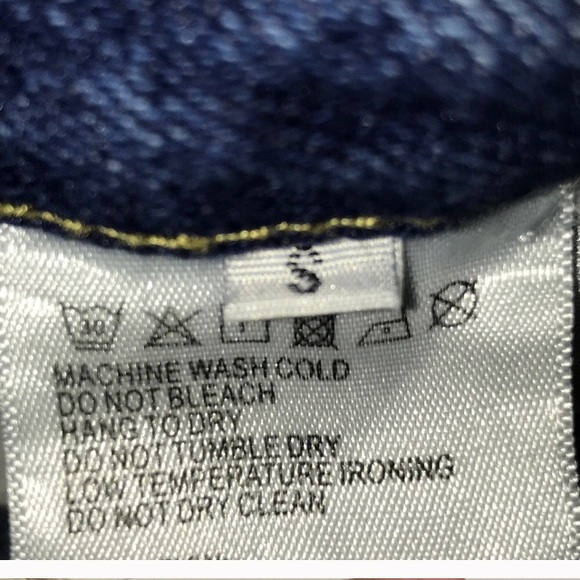 S
30
MACHINE WASH COLD
DO NOT BLEACH
HANG TO DRY
DO NOT TUMBLE DRY
LOW TEMPERATURE IRONING
DO NOT DRY CLEAN